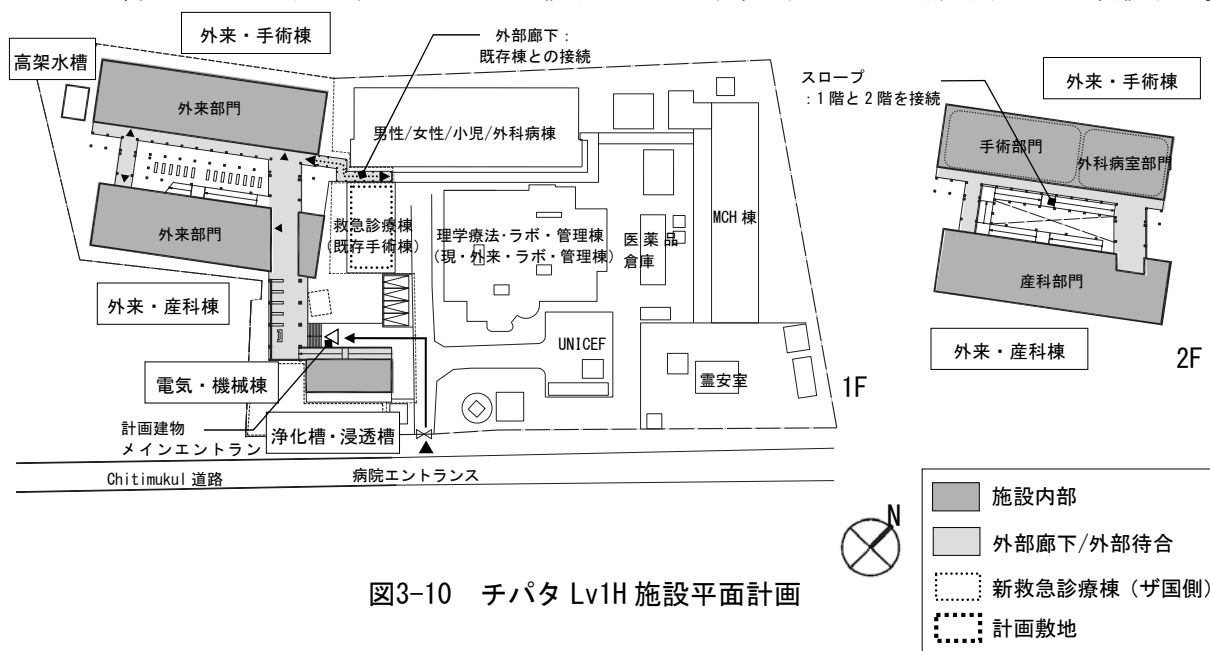 外来・手術棟
外部廊下：
既存棟との接続
高架水槽
外来部門
男性/女性/小児/外科病棟
外来部門
救急診療棟
(既存手術棟)
理学療法・ラボ・管理棟
(現・外来・ラボ・管理棟)
医薬品
倉庫
MCH 棟
外来・産科棟
UNICEF
霊安室
電気・機械棟
1F
計画建物
メインエントラン
浄化槽・浸透槽
Chitimukul 道路
病院エントランス
スロープ
：1階と2階を接続
外来・手術棟
手術部門
外科病室部門
産科部門
外来・産科棟
2F
N
施設内部
外部廊下/外部待合
新救急診療棟（ザ国側）
計画敷地
図3-10 チパタ Lv1H 施設平面計画